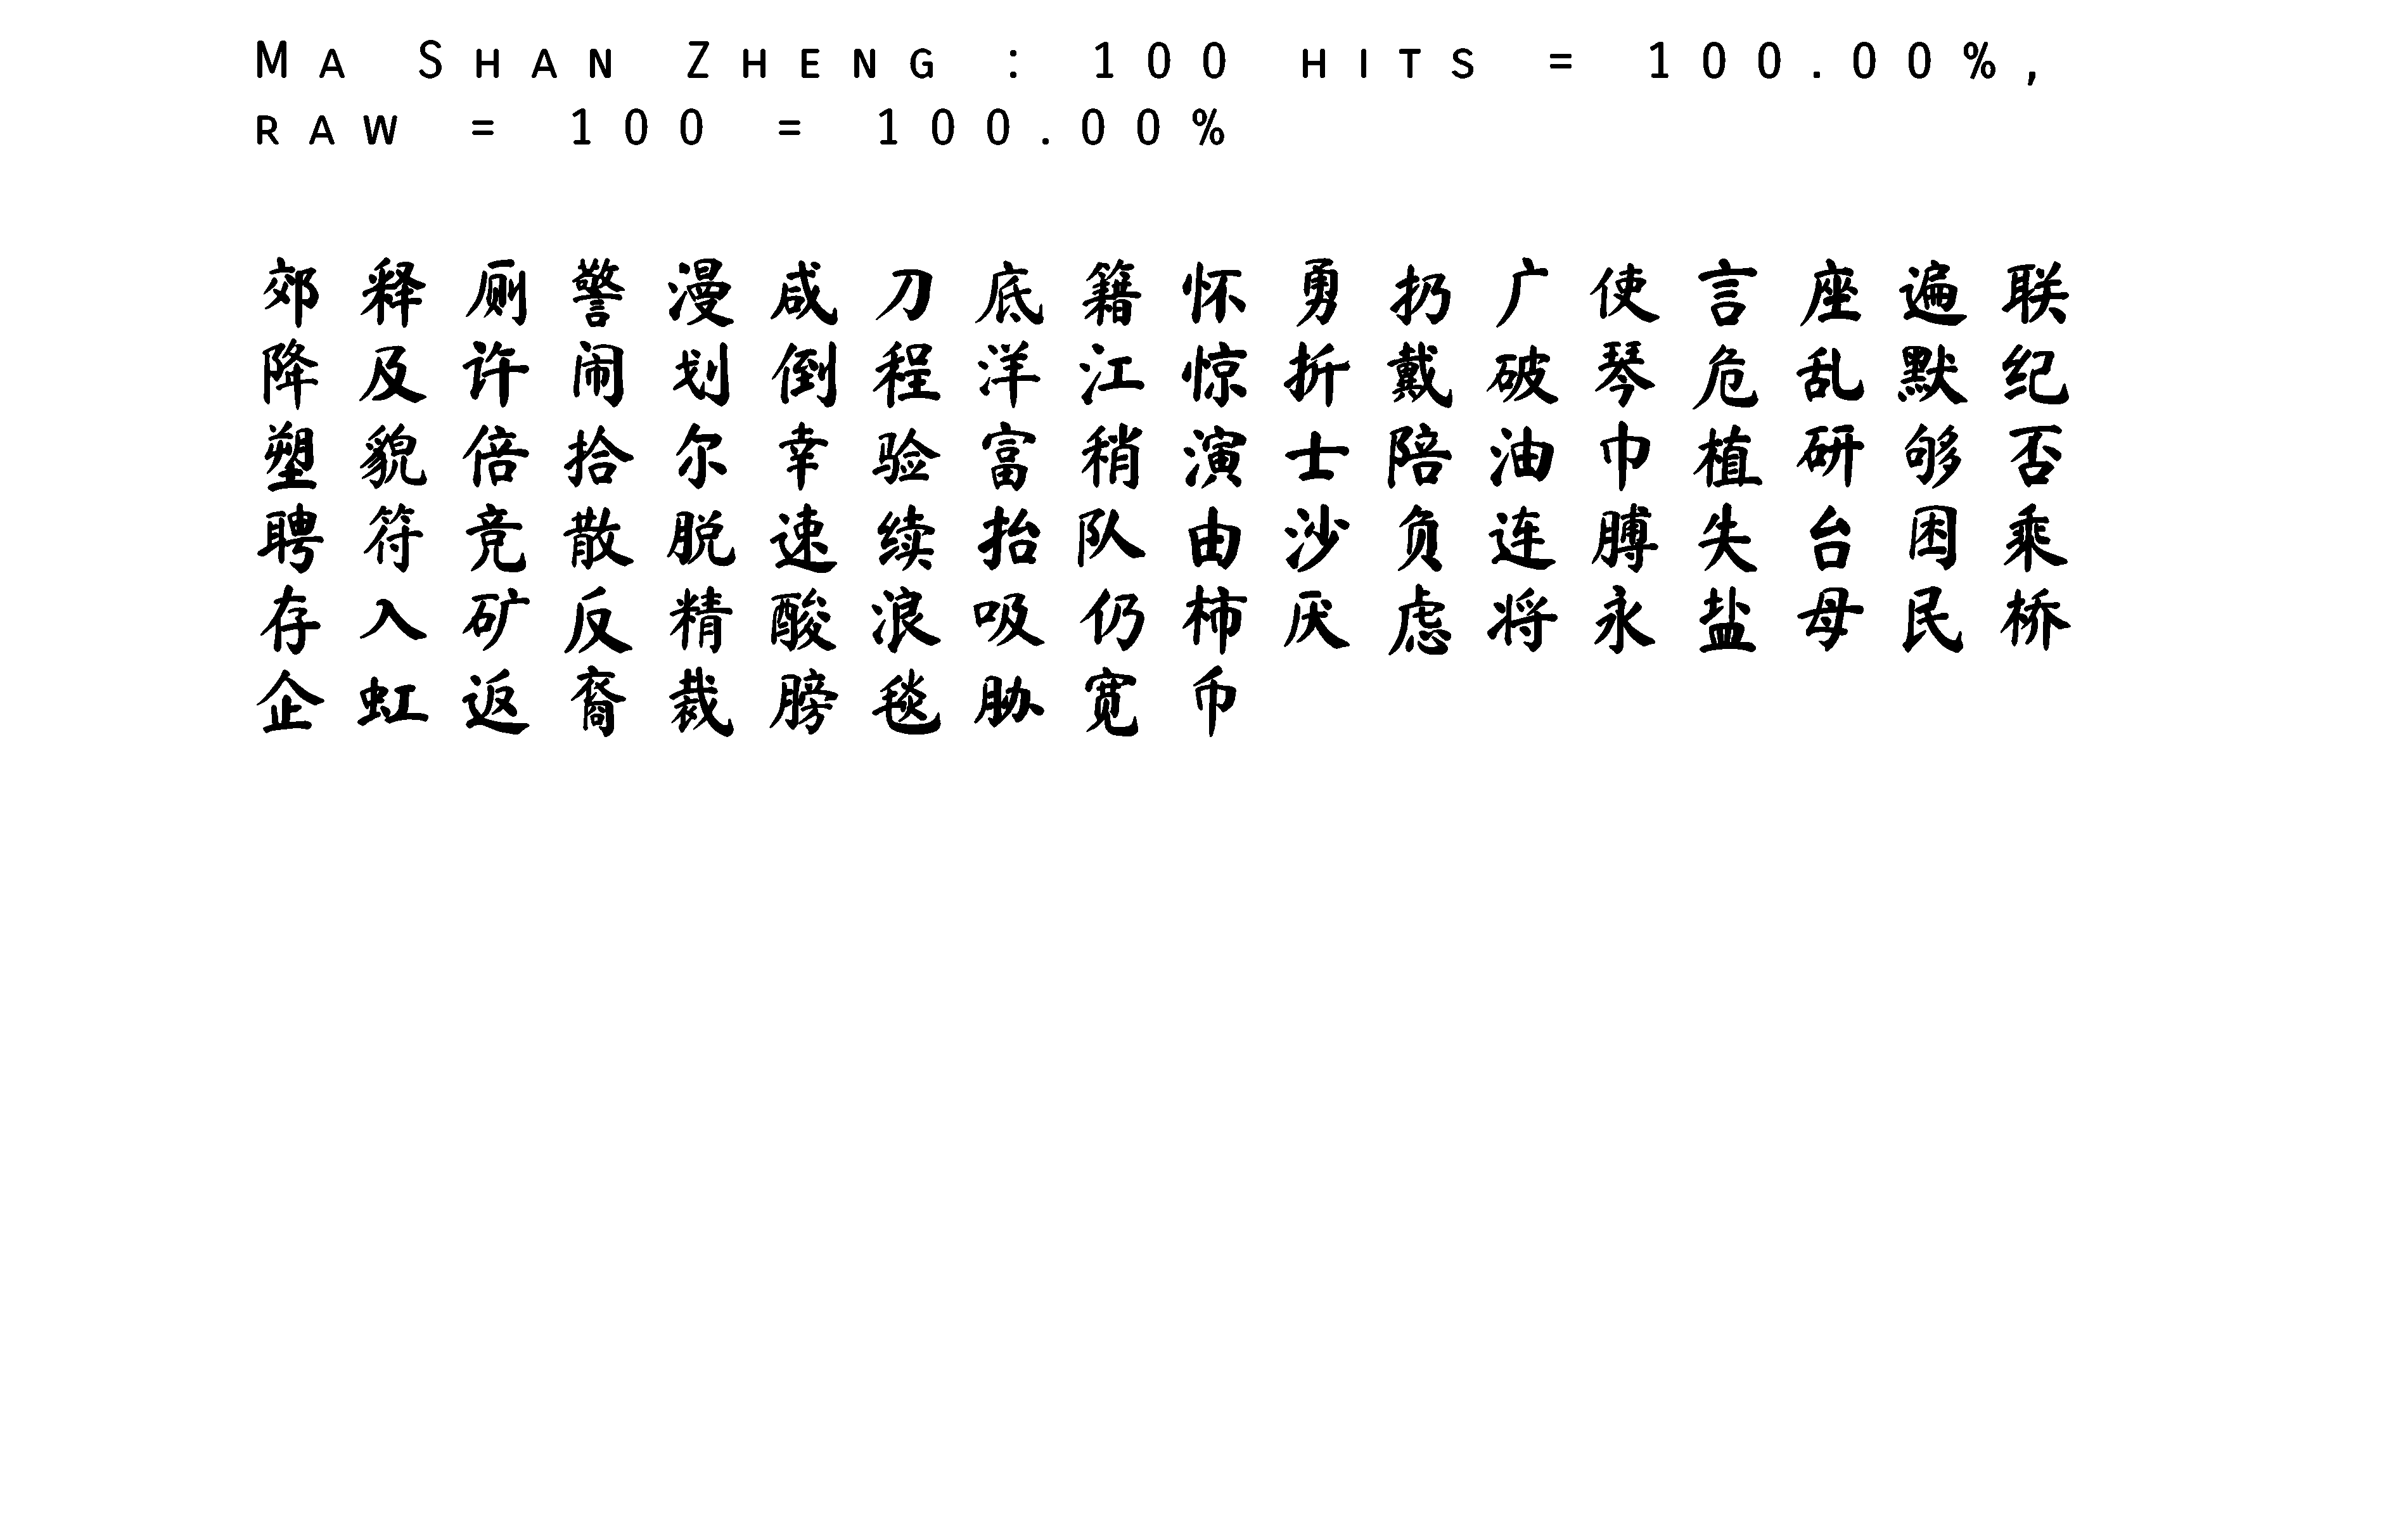 Ma Shan Zheng : 100 hits = 100.00%,
raw = 100 = 100.00%
郊释厕警漫咸刀底籍怀勇扔广使言座遍联
降及许闹划倒程洋江惊折戴破琴危乱默纪
塑貌倍拾尔幸验富稍演士陪油巾植研够否
聘符竞散脱速续抬队由沙负连膊失台困乘
存入矿反精酸浪吸仍柿厌虑将永盐母民桥
企虹返裔裁膀毯胁宽币